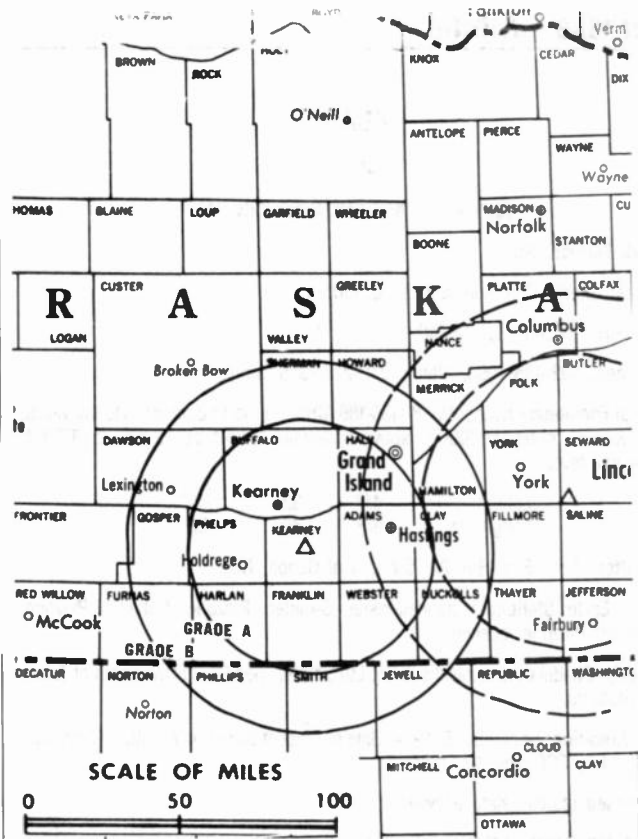 Yankton
Verm
CEDAR
BROWN
ROCK
HOLT
KNOX
DIX
O'Neill
ANTELOPE
PIERCE
WAYNE
Wayne
HOMAS
BLAINE
LOUP
GARFIELD
WHEELER
MADISON
CU
Norfolk
BOONE
STANTON
CUSTER
GREELEY
PLATTE
COLFAX
R A S K A
LOGAN
VALLEY
NANCE
Columbus
Broken Bow
SHERMAN
HOWARD
BUTLER
MERRICK
POLK
DAWSON
BUFFALO
HALL
YORK
SEWARD
Grand
Island
Linc
York
Lexington
Kearney
HAMILTON
FRONTIER
GOSPER
PHELPS
KEARNEY
ADAMS
CLAY
FILLMORE
SALINE
Hastings
Holdrege
RED WILLOW
FURNAS
HARLAN
FRANKLIN
WEBSTER
NUCKOLLS
THAYER
JEFFERSON
McCook
GRADE A
Fairbury
GRADE B
DECATUR
NORTON
PHILLIPS
SMITH
JEWELL
REPUBLIC
WASHINGTO
Norton
CLOUD
SCALE OF MILES
MITCHELL
Concordio
CLAY
0 50 100
OTTAWA